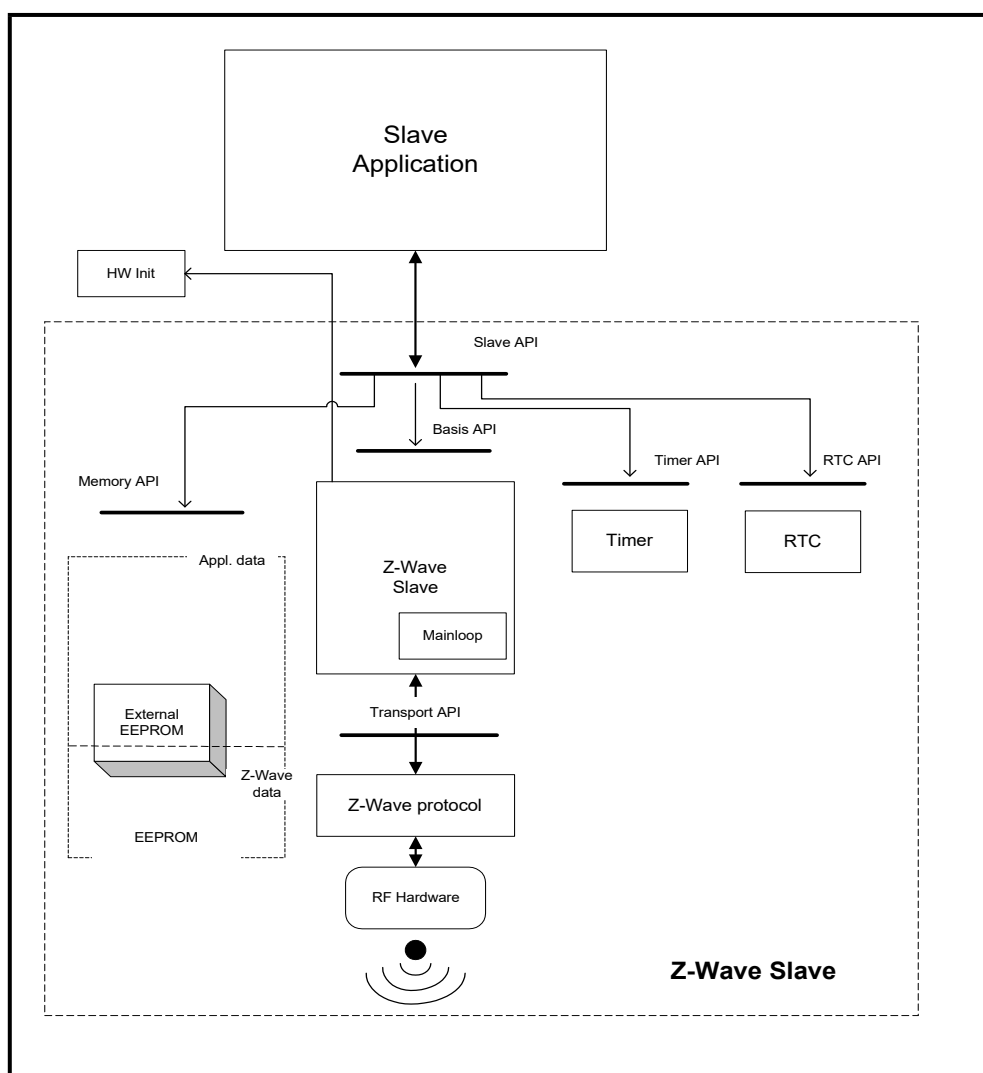 Slave
Application
HW Init
Slave API
Basis API
Timer API
RTC API
Memory API
Timer
RTC
Appl. data
Z-Wave
Slave
Mainloop
External
EEPROM
Transport API
Z-Wave
data
Z-Wave protocol
EEPROM
RF Hardware
Z-Wave Slave